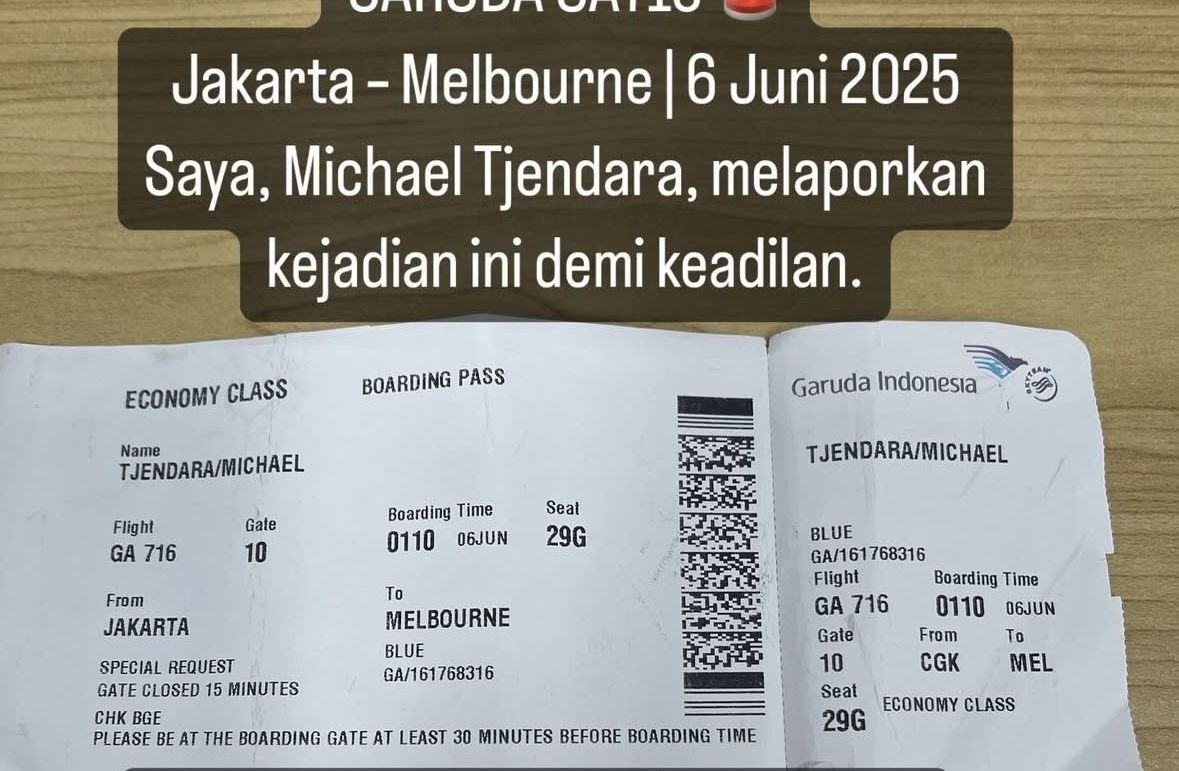 GARUDA GA716
Jakarta - Melbourne | 6 Juni 2025
Saya, Michael Tjendara, melaporkan
kejadian ini demi keadilan.
ECONOMY CLASS
BOARDING PASS
Name
TJENDARA/MICHAEL
Flight Gate Boarding Time Seat
GA 716 10 0110 06JUN 29G
From To
JAKARTA MELBOURNE
BLUE
GA/161768316
SPECIAL REQUEST
GATE CLOSED 15 MINUTES
CHK BGE
PLEASE BE AT THE BOARDING GATE AT LEAST 30 MINUTES BEFORE BOARDING TIME
Garuda Indonesia
SKYTEAM
TJENDARA/MICHAEL
BLUE
GA/161768316
Flight Boarding Time
GA 716 0110 06JUN
Gate From To
10 CGK MEL
Seat
29G ECONOMY CLASS